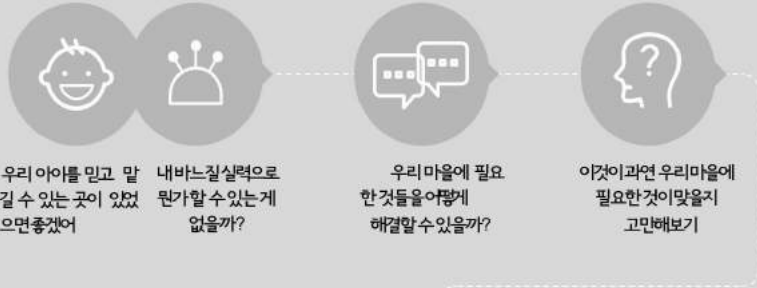 우리 아이를 믿고 맡
길 수 있는 곳이 있었
으면좋겠어
내바느질실력으로
뭔가할수있는게
없을까?
우리마을에 필요
한것들을어떻게
해결할수있을까?
이것이과연우리마을에
필요한것이맞을지
고민해보기
?